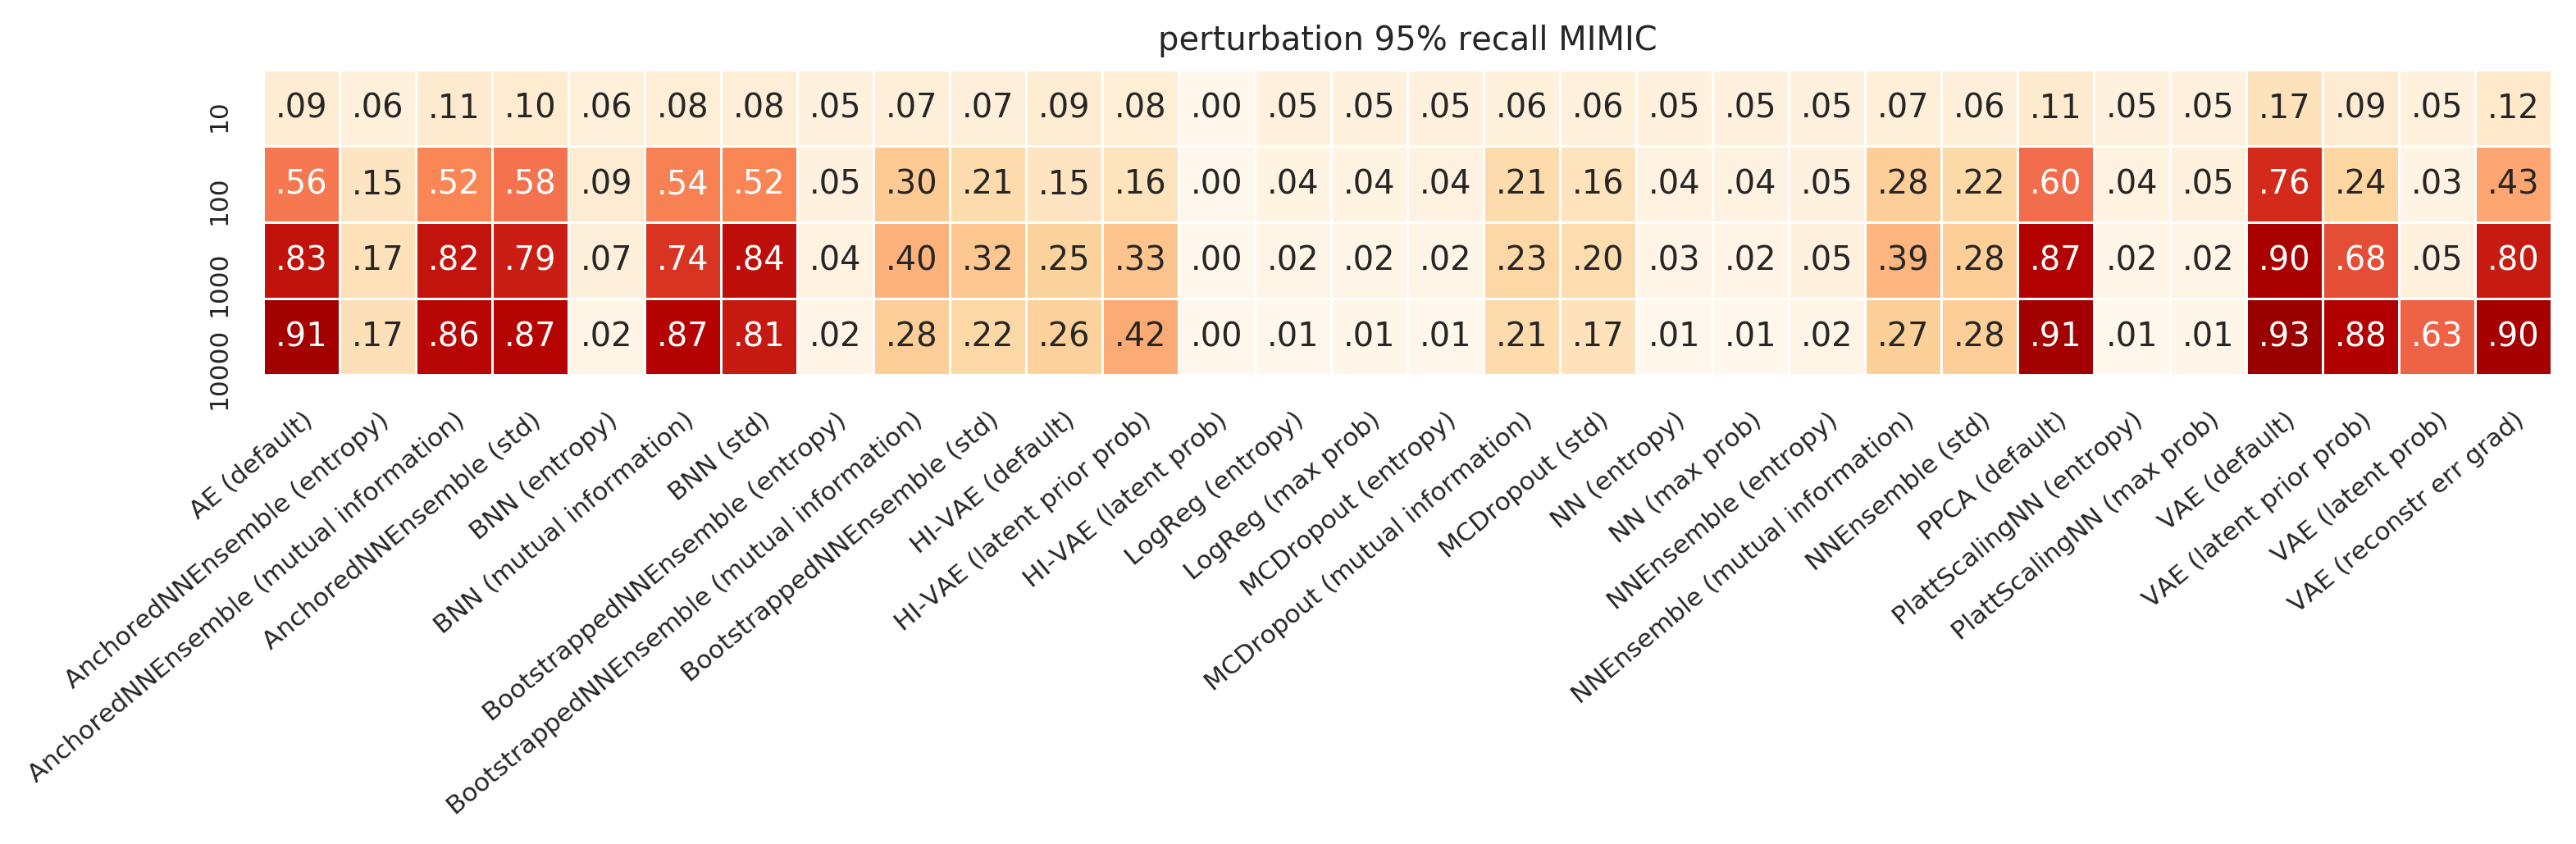 perturbation 95% recall MIMIC
10 .09 .06 .11 .10 .06 .08 .08 .05 .07 .07 .09 .08 .00 .05 .05 .05 .06 .06 .05 .05 .05 .07 .06 .11 .05 .05 .17 .09 .05 .12
100 .56 .15 .52 .58 .09 .54 .52 .05 .30 .21 .15 .16 .00 .04 .04 .04 .21 .16 .04 .04 .05 .28 .22 .60 .04 .05 .76 .24 .03 .43
1000 .83 .17 .82 .79 .07 .74 .84 .04 .40 .32 .25 .33 .00 .02 .02 .02 .23 .20 .03 .02 .05 .39 .28 .87 .02 .02 .90 .68 .05 .80
10000 .91 .17 .86 .87 .02 .87 .81 .02 .28 .22 .26 .42 .00 .01 .01 .01 .21 .17 .01 .01 .02 .27 .28 .91 .01 .01 .93 .88 .63 .90
AE (default)
AnchoredNNEnsemble (entropy)
AnchoredNNEnsemble (mutual information)
AnchoredNNEnsemble (std)
BNN (entropy)
BNN (mutual information)
BNN (std)
BootstrappedNNEnsemble (entropy)
BootstrappedNNEnsemble (mutual information)
BootstrappedNNEnsemble (std)
HI-VAE (default)
HI-VAE (latent prior prob)
HI-VAE (latent prob)
LogReg (entropy)
LogReg (max prob)
MCDropout (entropy)
MCDropout (mutual information)
MCDropout (std)
NN (entropy)
NN (max prob)
NNEnsemble (entropy)
NNEnsemble (mutual information)
NNEnsemble (std)
PPCA (default)
PlattScalingNN (entropy)
PlattScalingNN (max prob)
VAE (default)
VAE (latent prior prob)
VAE (latent prob)
VAE (reconstr err grad)